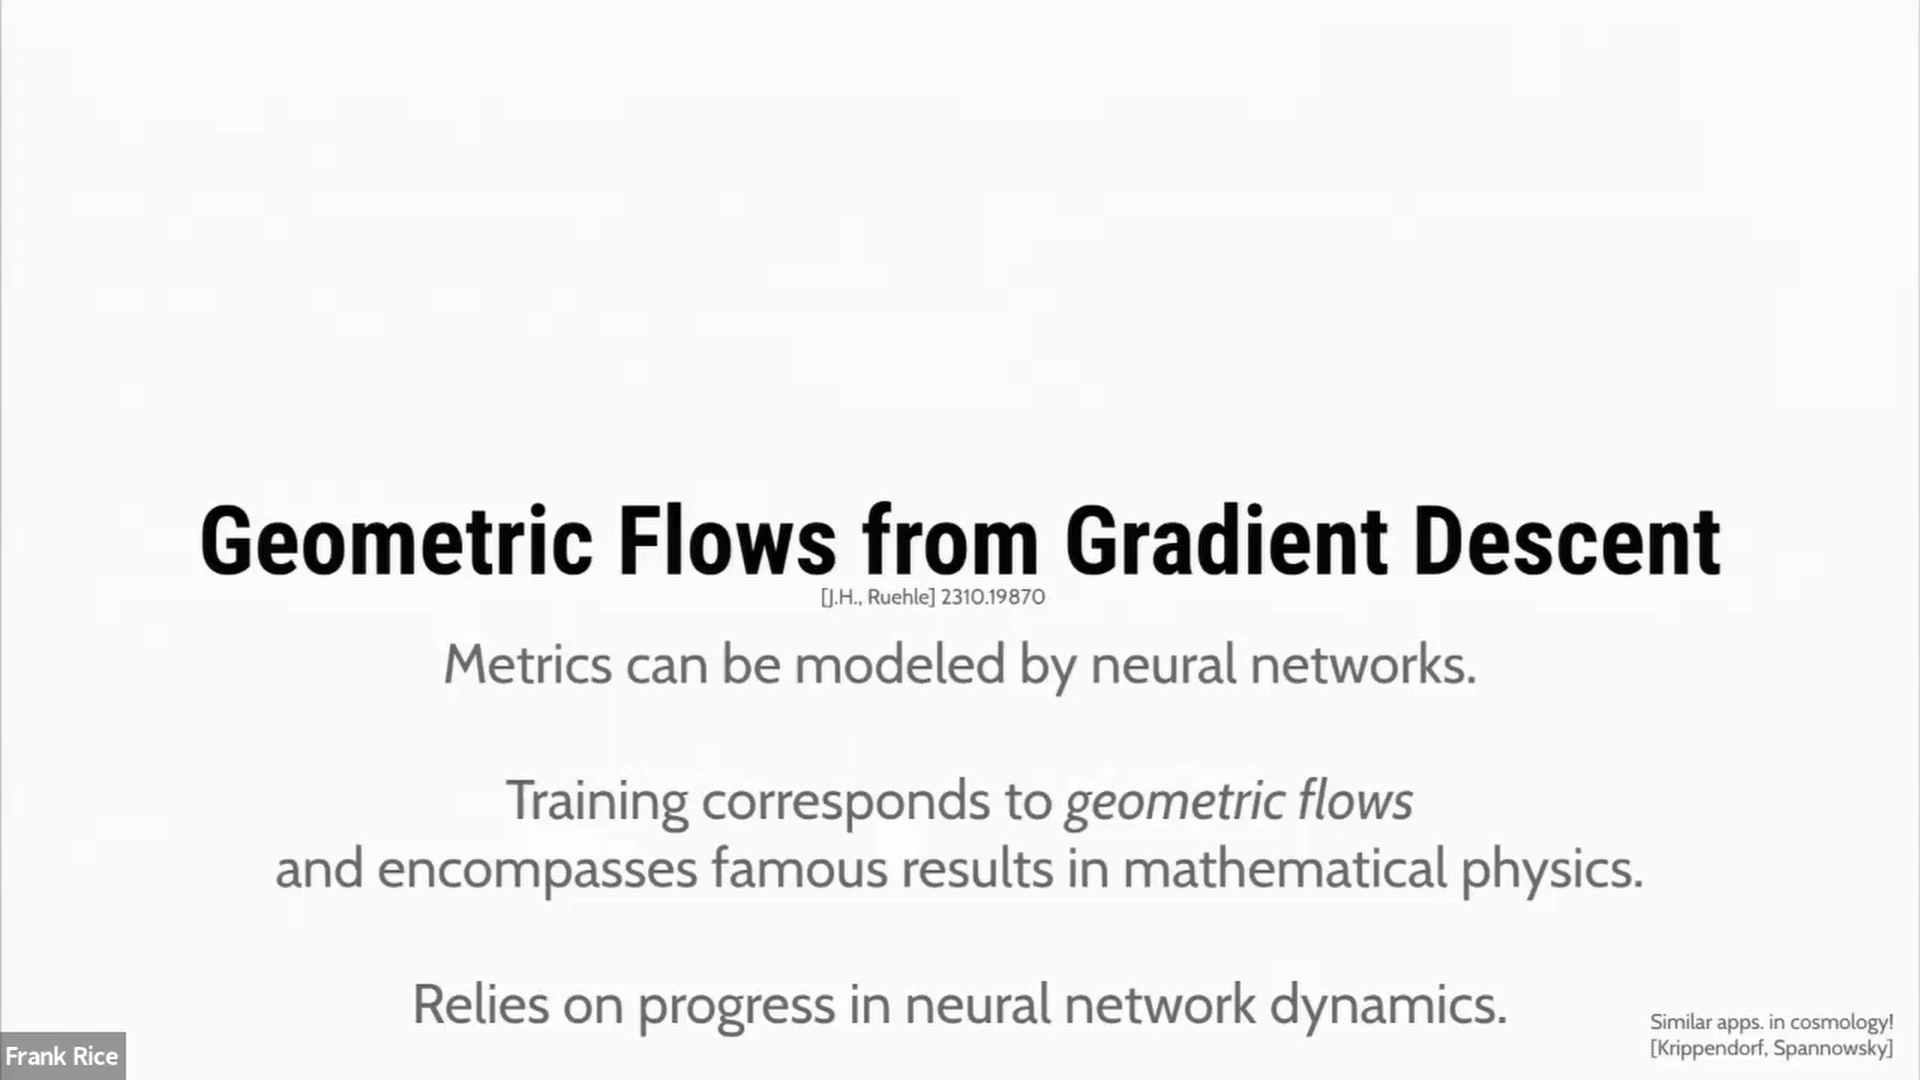 Geometric Flows from Gradient Descent
[J.H., Ruehle] 2310.19870
Metrics can be modeled by neural networks.
Training corresponds to geometric flows
and encompasses famous results in mathematical physics.
Relies on progress in neural network dynamics.
Similar apps. in cosmology!
[Krippendorf, Spannowsky]
Frank Rice